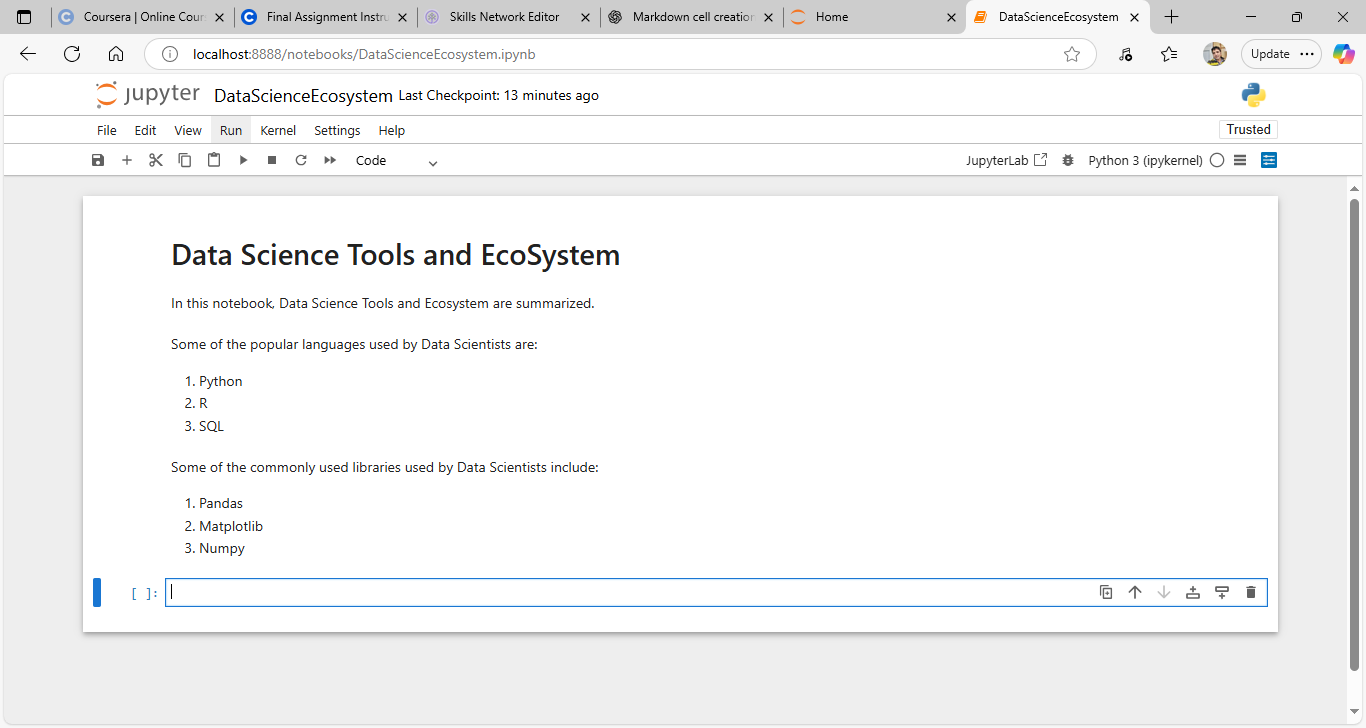 Coursera | Online Cour
Final Assignment Instru
Skills Network Editor
Markdown cell creation
Home
DataScienceEcosystem
localhost:8888/notebooks/DataScienceEcosystem.ipynb
Update
jupyter DataScienceEcosystem Last Checkpoint: 13 minutes ago
File Edit View Run Kernel Settings Help
Trusted
Code
JupyterLab
Python 3 (ipykernel)
Data Science Tools and EcoSystem
In this notebook, Data Science Tools and Ecosystem are summarized.
Some of the popular languages used by Data Scientists are:
1. Python
2. R
3. SQL
Some of the commonly used libraries used by Data Scientists include:
1. Pandas
2. Matplotlib
3. Numpy
[ ]: